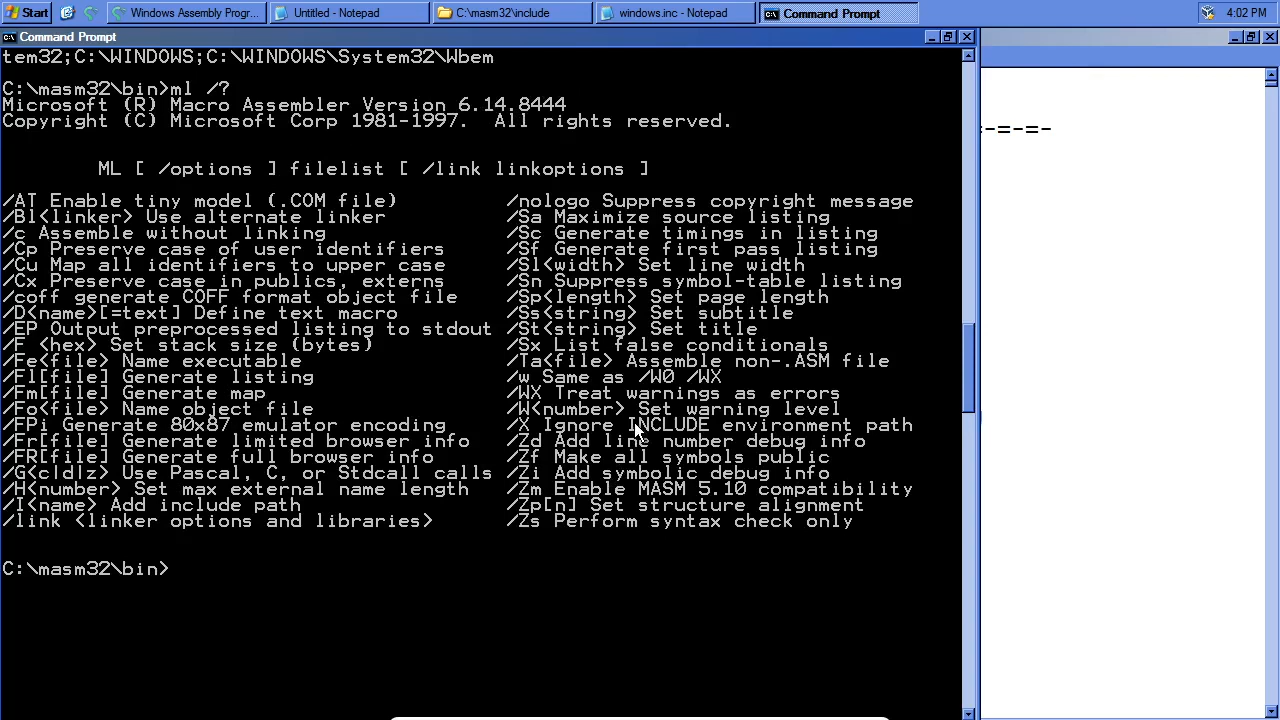 Start
Windows Assembly Progr...
Untitled - Notepad
C:\masm32\include
windows.inc - Notepad
Command Prompt
4:02 PM
Command Prompt
tem32;C:\WINDOWS;C:\WINDOWS\System32\Wbem
C:\masm32\bin>ml /?
Microsoft (R) Macro Assembler Version 6.14.8444
Copyright (C) Microsoft Corp 1981-1997.  All rights reserved.
-=-=-
ML [ /options ] filelist [ /link linkoptions ]
/AT Enable tiny model (.COM file) /nologo Suppress copyright message
/Bl<linker> Use alternate linker /Sa Maximize source listing
/c Assemble without linking /Sc Generate timings in listing
/Cp Preserve case of user identifiers /Sf Generate first pass listing
/Cu Map all identifiers to upper case /Sl<width> Set line width
/Cx Preserve case in publics, externs /Sn Suppress symbol-table listing
/coff generate COFF format object file /Sp<length> Set page length
/D<name>[=text] Define text macro /Ss<string> Set subtitle
/EP Output preprocessed listing to stdout /St<string> Set title
/F <hex> Set stack size (bytes) /Sx List false conditionals
/Fe<file> Name executable /Ta<file> Assemble non-.ASM file
/Fl[file] Generate listing /w Same as /W0 /WX
/Fm[file] Generate map /WX Treat warnings as errors
/Fo<file> Name object file /W<number> Set warning level
/FPi Generate 80x87 emulator encoding /X Ignore INCLUDE environment path
/Fr[file] Generate limited browser info /Zd Add line number debug info
/FR[file] Generate full browser info /Zf Make all symbols public
/G<c|d|z> Use Pascal, C, or Stdcall calls /Zi Add symbolic debug info
/H<number> Set max external name length /Zm Enable MASM 5.10 compatibility
/I<name> Add include path /Zp[n] Set structure alignment
/link <linker options and libraries> /Zs Perform syntax check only
C:\masm32\bin>